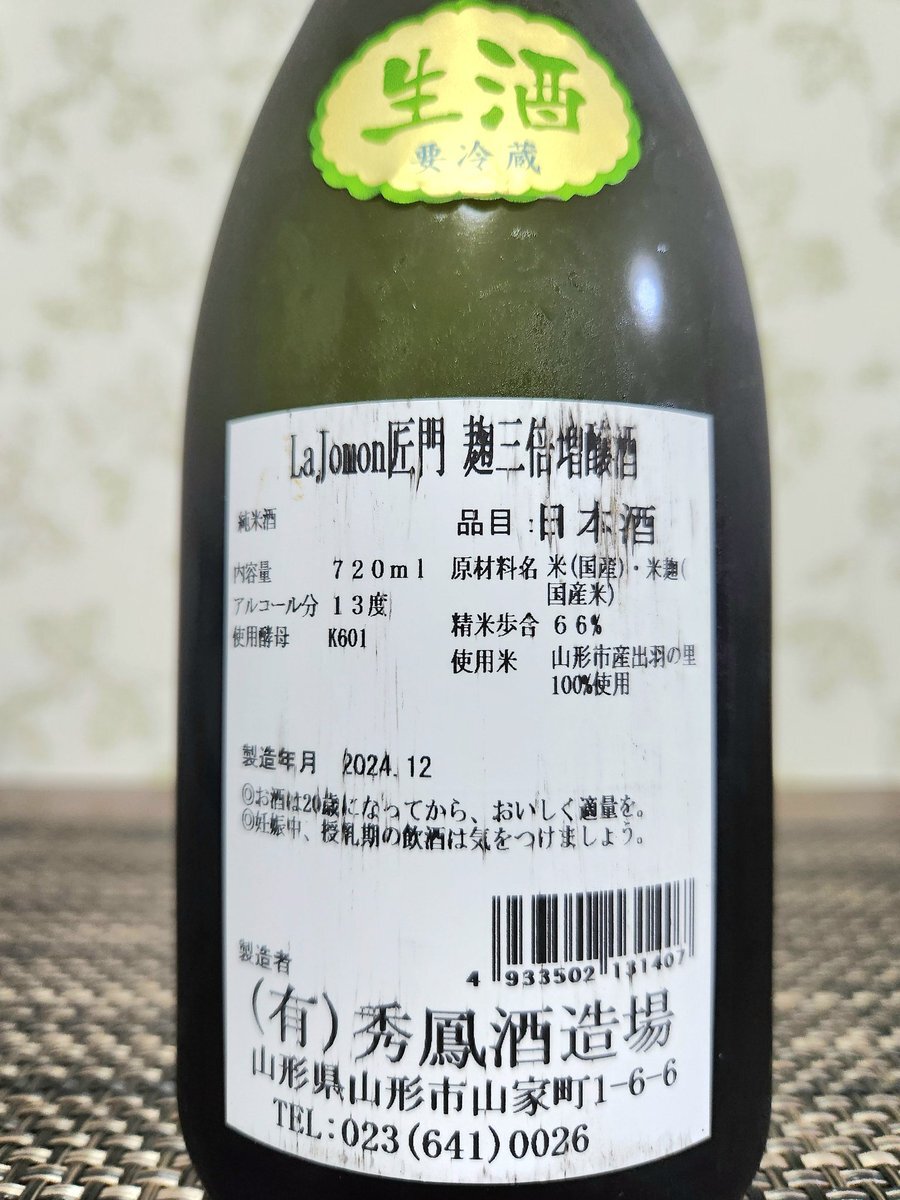 生酒
要冷蔵
LaJomon匠門 麹三倍増醸酒
純米酒
品目:日本酒
内容量 720ml
原材料名 米(国産)・米麹(
国産米)
アルコール分 13度
精米歩合 66%
使用酵母 K601
使用米 山形市産出羽の里
100%使用
製造年月 2024.12
◎お酒は20歳になってから、おいしく適量を。
◎妊娠中、授乳期の飲酒は気をつけましょう。
4 933502 131407
製造者
(有)秀鳳酒造場
山形県山形市山家町1-6-6
TEL:023(641)0026